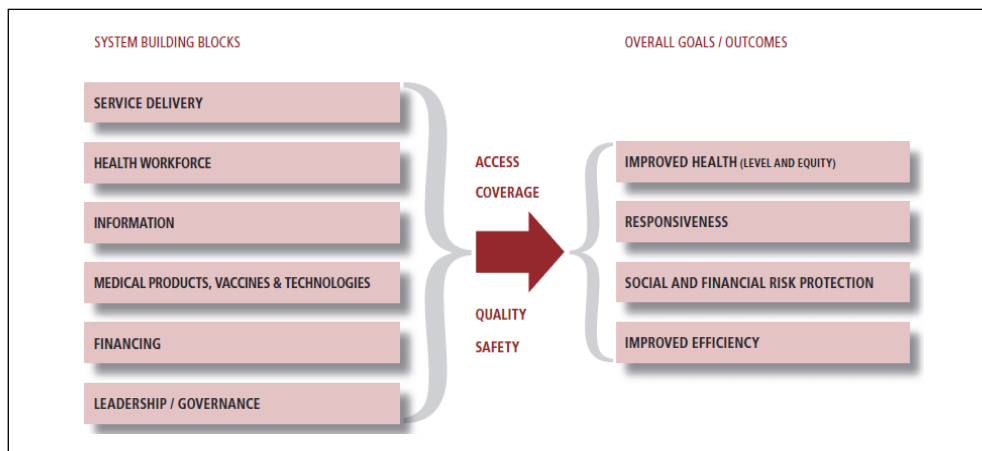 SYSTEM BUILDING BLOCKS
SERVICE DELIVERY
HEALTH WORKFORCE
INFORMATION
MEDICAL PRODUCTS, VACCINES & TECHNOLOGIES
FINANCING
LEADERSHIP / GOVERNANCE
ACCESS
COVERAGE
QUALITY
SAFETY
OVERALL GOALS / OUTCOMES
IMPROVED HEALTH (LEVEL AND EQUITY)
RESPONSIVENESS
SOCIAL AND FINANCIAL RISK PROTECTION
IMPROVED EFFICIENCY